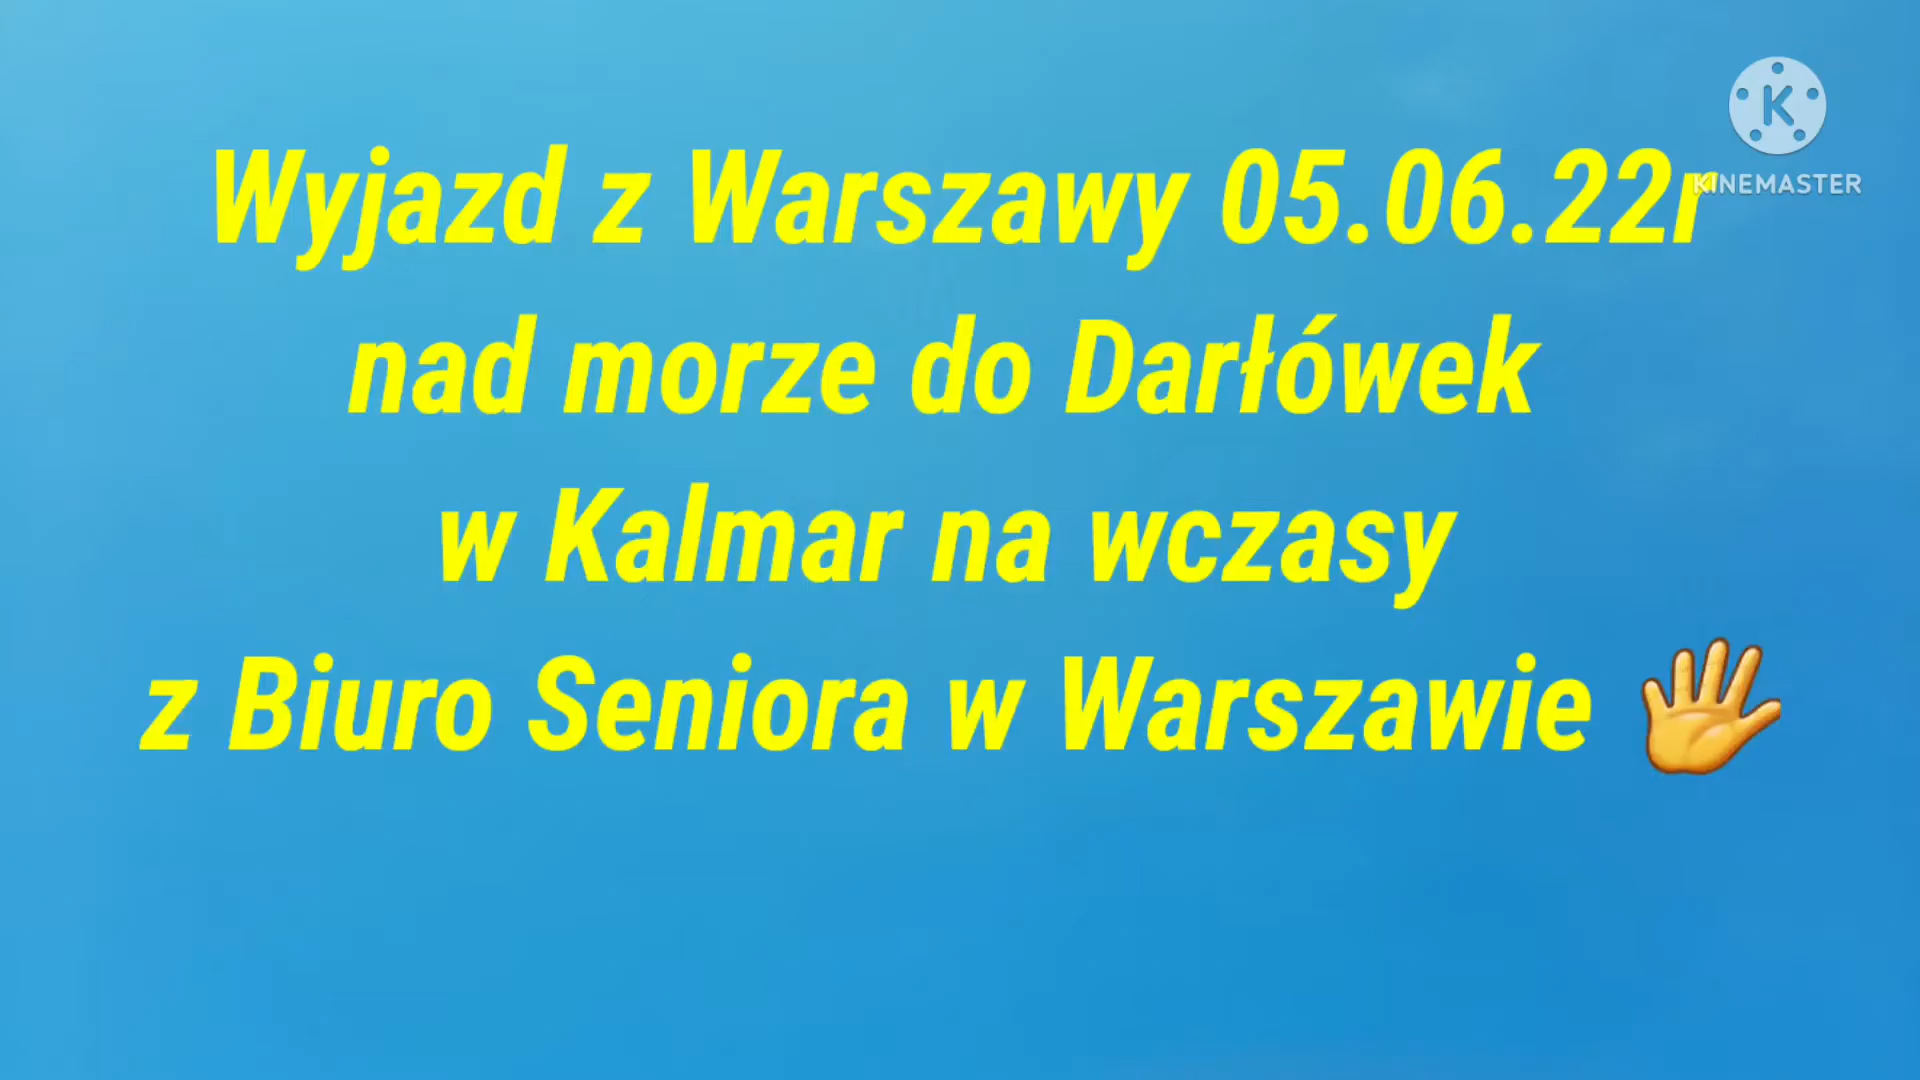 Wyjazd z Warszawy 05.06.22r
KINEMASTER
nad morze do Darłówek
w Kalmar na wczasy
z Biuro Seniora w Warszawie 🖐